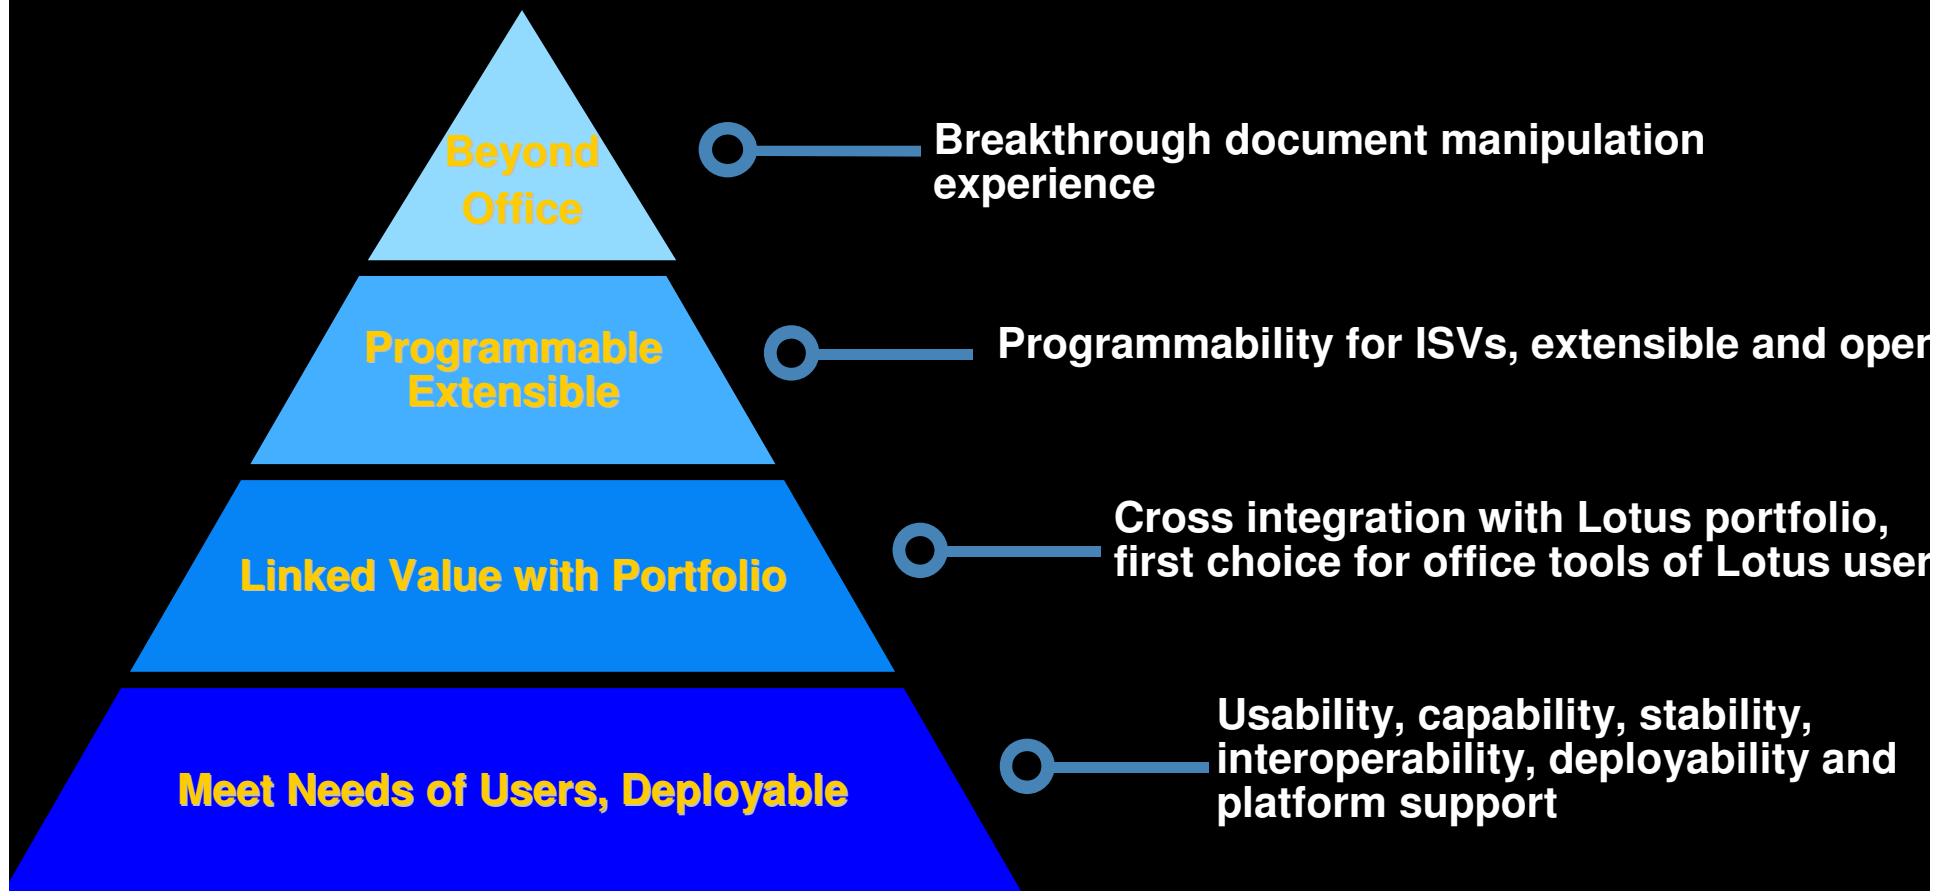 Beyond
Office
Breakthrough document manipulation
experience
Programmable
Extensible
Programmability for ISVs, extensible and open
Linked Value with Portfolio
Cross integration with Lotus portfolio,
first choice for office tools of Lotus user
Meet Needs of Users, Deployable
Usability, capability, stability,
interoperability, deployability and
platform support